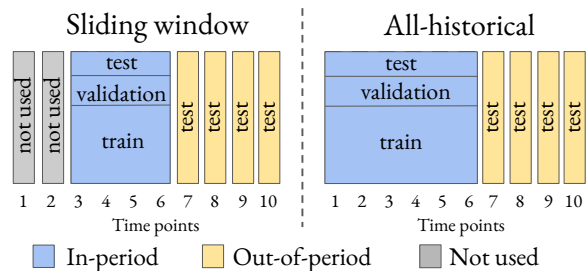 Sliding window
All-historical
not used
not used
test
validation
train
test
test
test
test
test
validation
train
test
test
test
test
1 2 3 4 5 6 7 8 9 10
1 2 3 4 5 6 7 8 9 10
Time points
Time points
In-period
Out-of-period
Not used